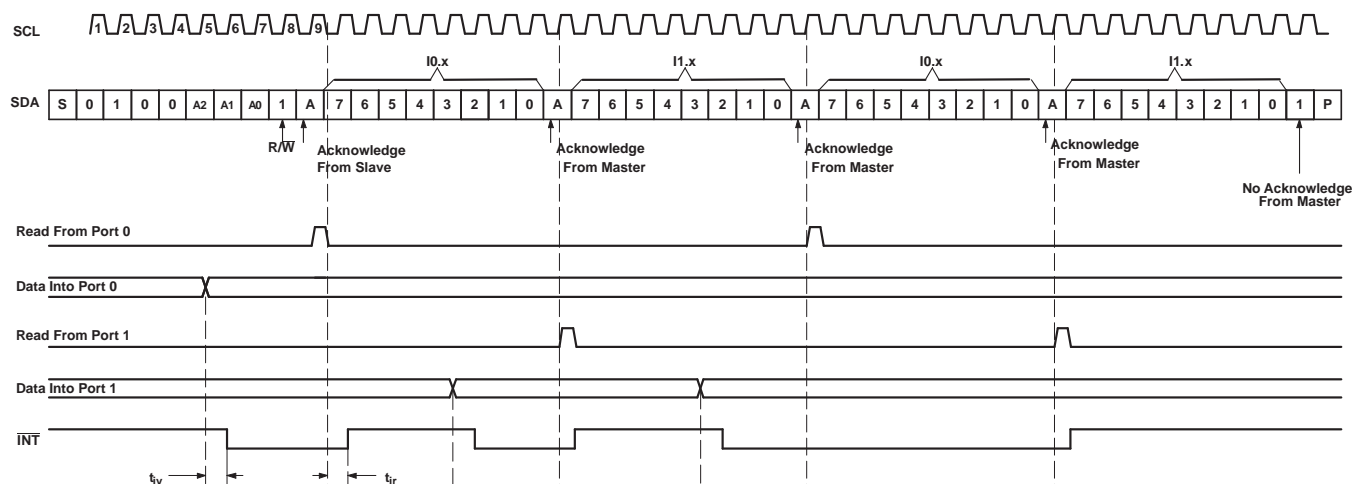 SCL 1 2 3 4 5 6 7 8 9
I0.x I1.x I0.x I1.x
SDA S 0 1 0 0 A2 A1 A0 1 A 7 6 5 4 3 2 1 0 A 7 6 5 4 3 2 1 0 A 7 6 5 4 3 2 1 0 A 7 6 5 4 3 2 1 0 1 P
R/W̅
Acknowledge
From Slave
Acknowledge
From Master
Acknowledge
From Master
Acknowledge
From Master
No Acknowledge
From Master
Read From Port 0
Data Into Port 0
Read From Port 1
Data Into Port 1
I̅N̅T̅
tiv tir